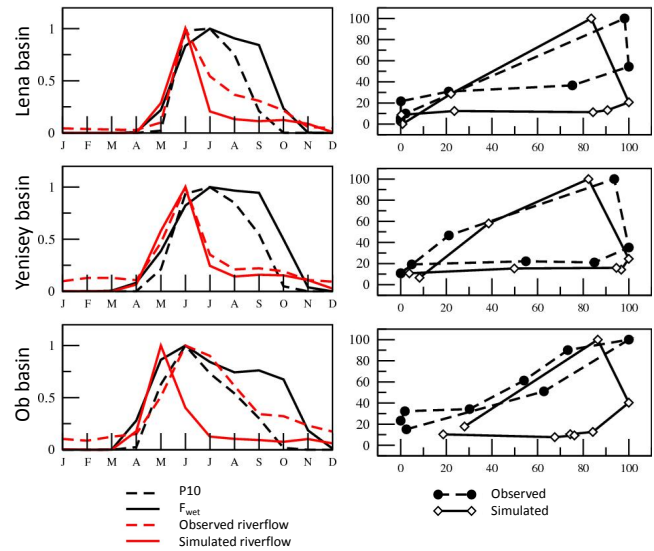 Lena basin
1
0.5
0
J F M A M J J A S O N D
100
80
60
40
20
0
0 20 40 60 80 100
Yenisey basin
1
0.5
0
J F M A M J J A S O N D
100
80
60
40
20
0
0 20 40 60 80 100
Ob basin
1
0.5
0
J F M A M J J A S O N D
100
80
60
40
20
0
0 20 40 60 80 100
P10
Fwet
Observed riverflow
Simulated riverflow
Observed
Simulated